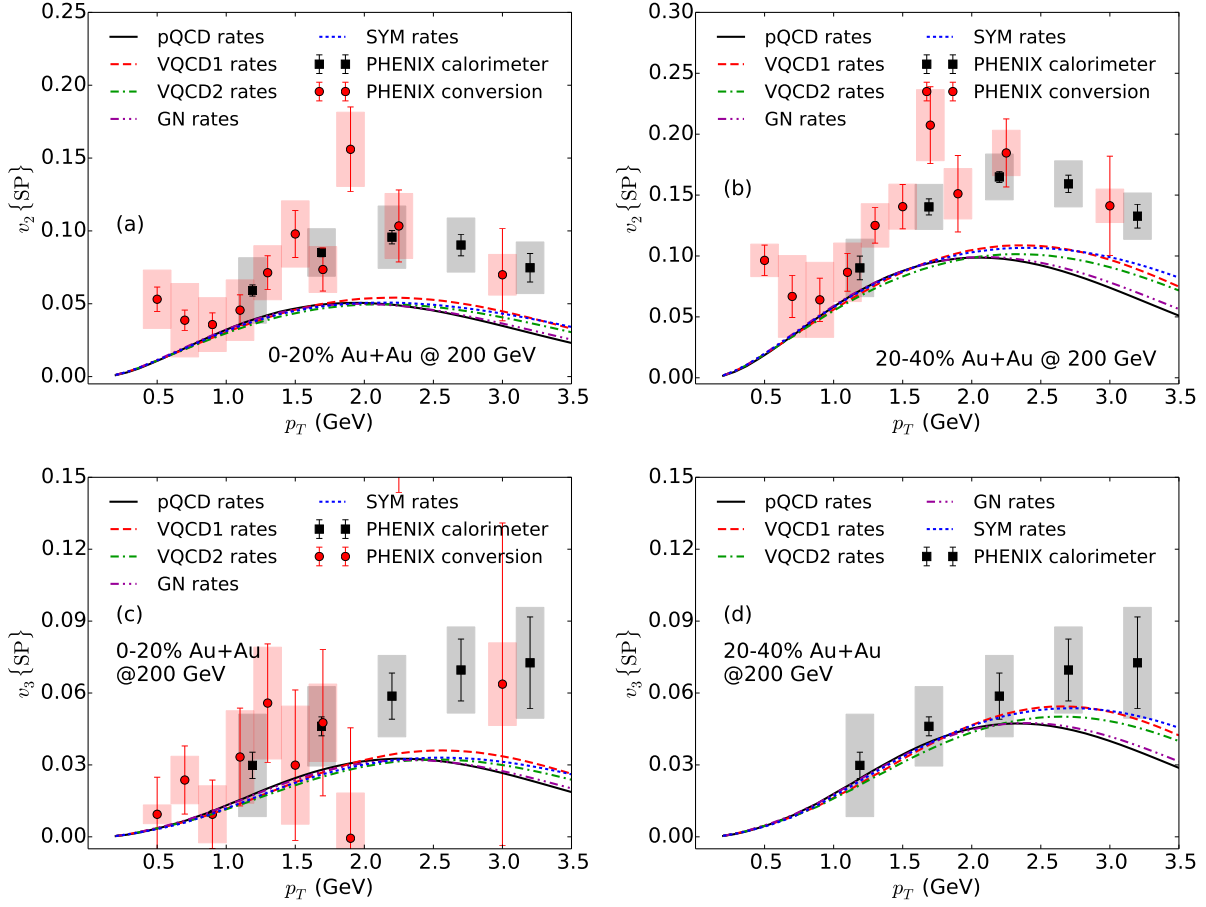 0.25
0.20
0.15
0.10
0.05
0.00
v₂{SP}
pQCD rates
VQCD1 rates
VQCD2 rates
GN rates
SYM rates
PHENIX calorimeter
PHENIX conversion
(a)
0-20% Au+Au @ 200 GeV
0.5 1.0 1.5 2.0 2.5 3.0 3.5
p_T (GeV)
0.30
0.25
0.20
0.15
0.10
0.05
0.00
v₂{SP}
pQCD rates
VQCD1 rates
VQCD2 rates
GN rates
SYM rates
PHENIX calorimeter
PHENIX conversion
(b)
20-40% Au+Au @ 200 GeV
0.5 1.0 1.5 2.0 2.5 3.0 3.5
p_T (GeV)
0.15
0.12
0.09
0.06
0.03
0.00
v₃{SP}
pQCD rates
VQCD1 rates
VQCD2 rates
GN rates
SYM rates
PHENIX calorimeter
PHENIX conversion
(c)
0-20% Au+Au
@200 GeV
0.5 1.0 1.5 2.0 2.5 3.0 3.5
p_T (GeV)
0.15
0.12
0.09
0.06
0.03
0.00
v₃{SP}
pQCD rates
VQCD1 rates
VQCD2 rates
GN rates
SYM rates
PHENIX calorimeter
(d)
20-40% Au+Au
@200 GeV
0.5 1.0 1.5 2.0 2.5 3.0 3.5
p_T (GeV)